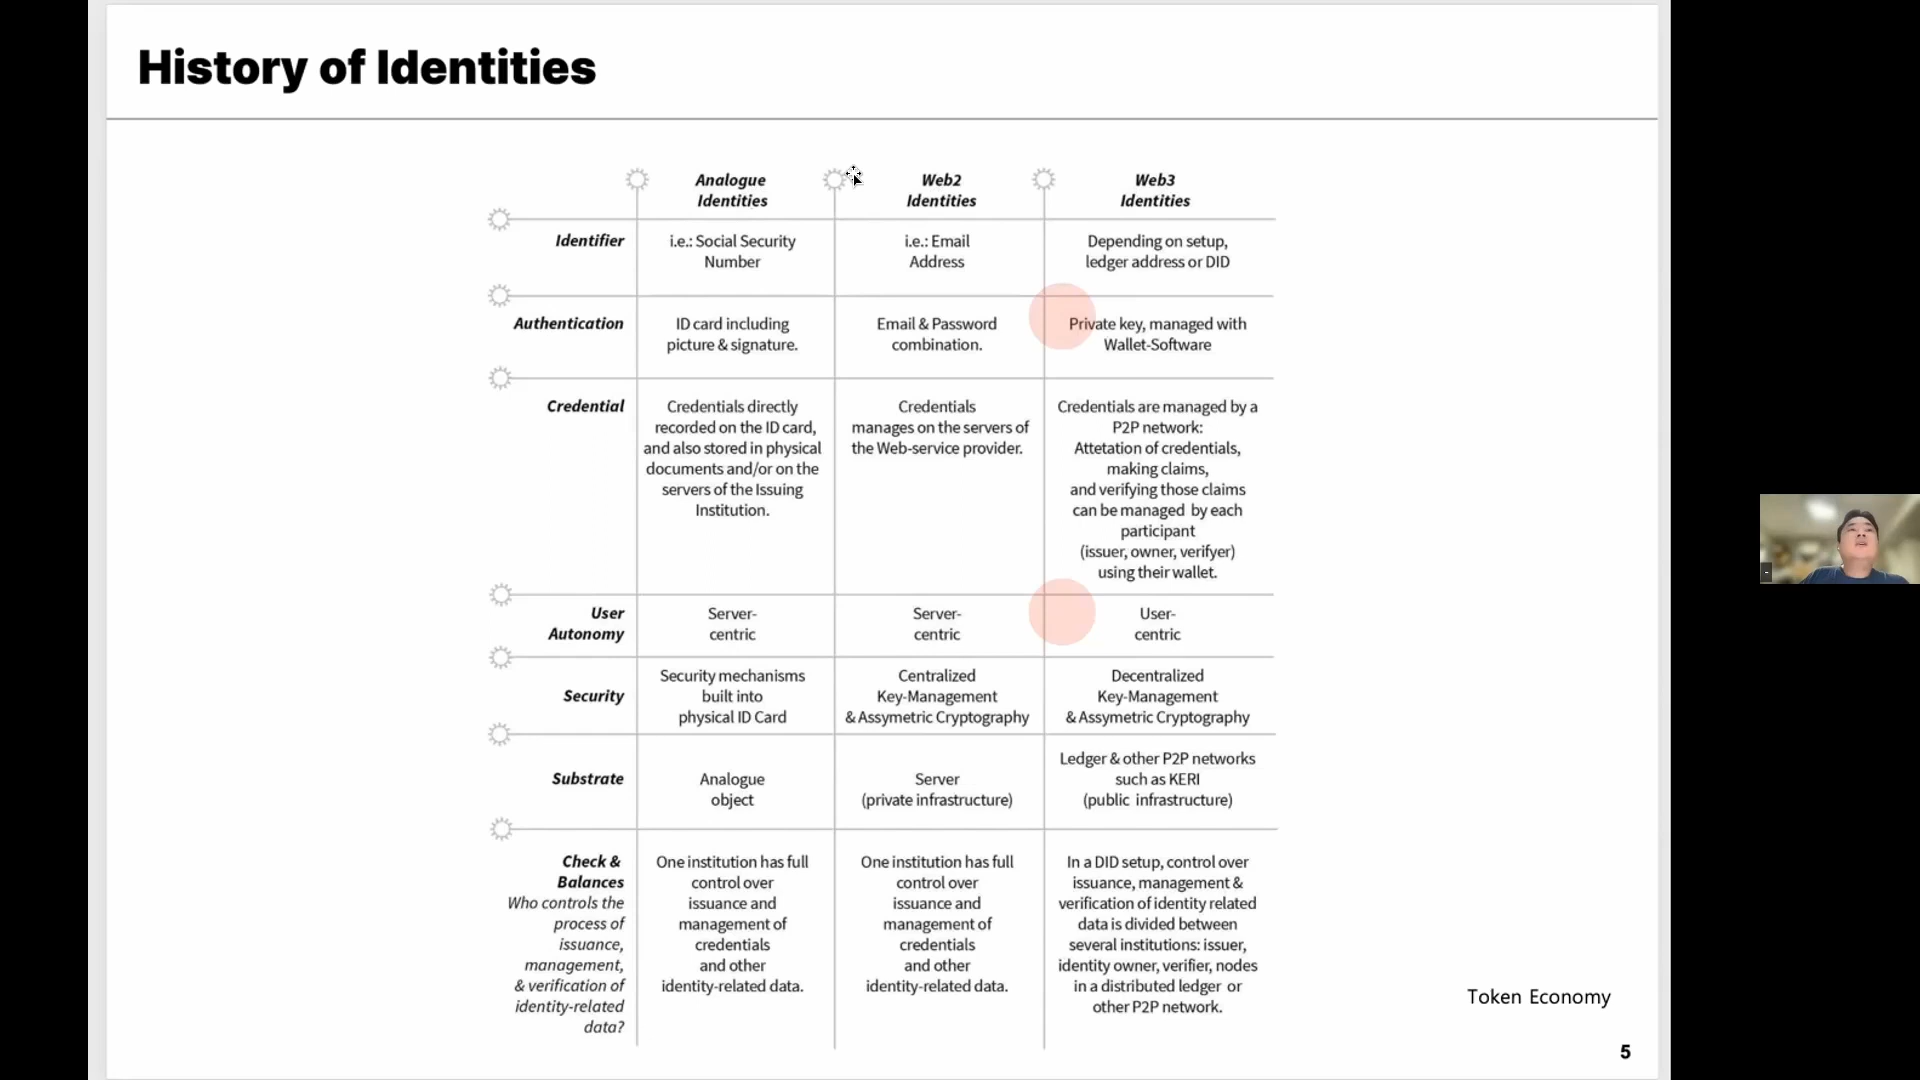 History of Identities
Analogue
Identities
Web2
Identities
Web3
Identities
Identifier
i.e.: Social Security
Number
i.e.: Email
Address
Depending on setup,
ledger address or DID
Authentication
ID card including
picture & signature.
Email & Password
combination.
Private key, managed with
Wallet-Software
Credential
Credentials directly
recorded on the ID card,
and also stored in physical
documents and/or on the
servers of the Issuing
Institution.
Credentials
manages on the servers of
the Web-service provider.
Credentials are managed by a
P2P network:
Attetation of credentials,
making claims,
and verifying those claims
can be managed by each
participant
(issuer, owner, verifyer)
using their wallet.
User
Autonomy
Server-
centric
Server-
centric
User-
centric
Security
Security mechanisms
built into
physical ID Card
Centralized
Key-Management
& Assymetric Cryptography
Decentralized
Key-Management
& Assymetric Cryptography
Substrate
Analogue
object
Server
(private infrastructure)
Ledger & other P2P networks
such as KERI
(public infrastructure)
Check &
Balances
Who controls the
process of
issuance,
management,
& verification of
identity-related
data?
One institution has full
control over
issuance and
management of
credentials
and other
identity-related data.
One institution has full
control over
issuance and
management of
credentials
and other
identity-related data.
In a DID setup, control over
issuance, management &
verification of identity related
data is divided between
several institutions: issuer,
identity owner, verifier, nodes
in a distributed ledger or
other P2P network.
Token Economy
5